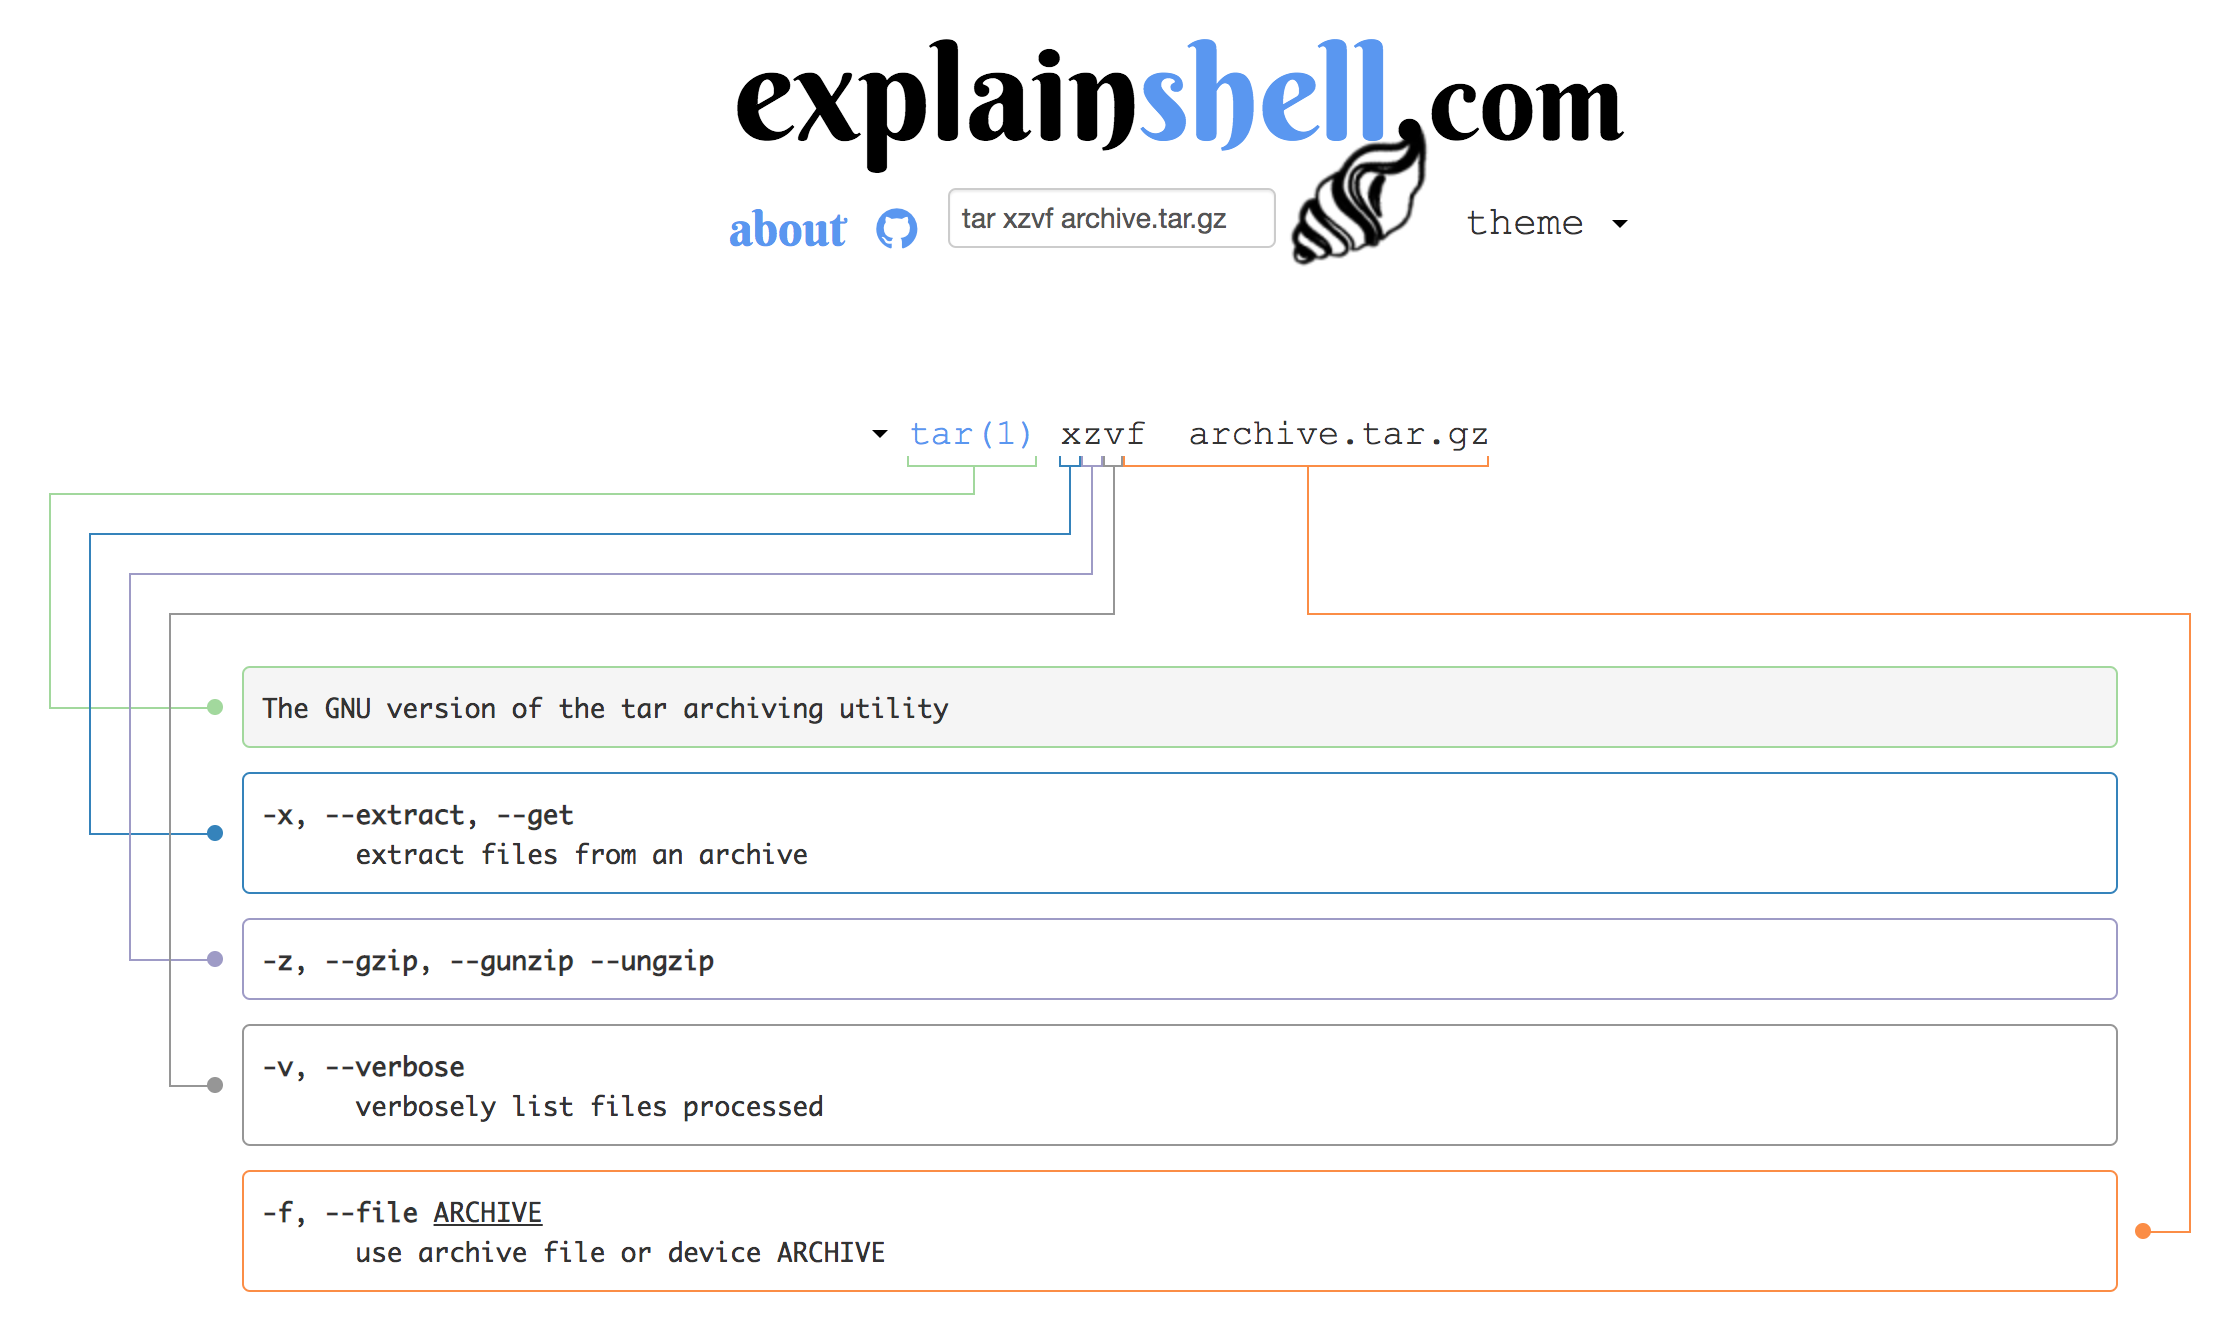 explainshell.com
about tar xzvf archive.tar.gz theme
tar(1) xzvf archive.tar.gz
The GNU version of the tar archiving utility
-x, --extract, --get
extract files from an archive
-z, --gzip, --gunzip --ungzip
-v, --verbose
verbosely list files processed
-f, --file ARCHIVE
use archive file or device ARCHIVE